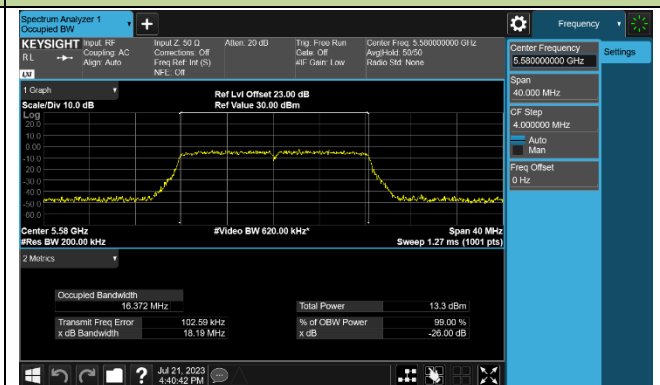 Spectrum Analyzer 1
Occupied BW
+
Frequency
KEYSIGHT
RL
LXI
Input: RF
Coupling: AC
Align: Auto
Input Z: 50 Ω
Corrections: Off
Freq Ref: Int (S)
NFE: Off
Atten: 20 dB
Trig: Free Run
Gate: Off
#IF Gain: Low
Center Freq: 5.580000000 GHz
Avg|Hold: 50/50
Radio Std: None
Center Frequency
5.580000000 GHz
Settings
Span
40.000 MHz
CF Step
4.000000 MHz
Auto
Man
Freq Offset
0 Hz
1 Graph
Scale/Div 10.0 dB
Ref Lvl Offset 23.00 dB
Ref Value 30.00 dBm
Log
20.0
10.0
0.00
-10.0
-20.0
-30.0
-40.0
-50.0
-60.0
Center 5.58 GHz
#Video BW 620.00 kHz*
Span 40 MHz
#Res BW 200.00 kHz
Sweep 1.27 ms (1001 pts)
2 Metrics
Occupied Bandwidth
16.372 MHz
Total Power 13.3 dBm
Transmit Freq Error 102.59 kHz
% of OBW Power 99.00 %
x dB Bandwidth 18.19 MHz
x dB -26.00 dB
?
Jul 21, 2023
4:40:42 PM